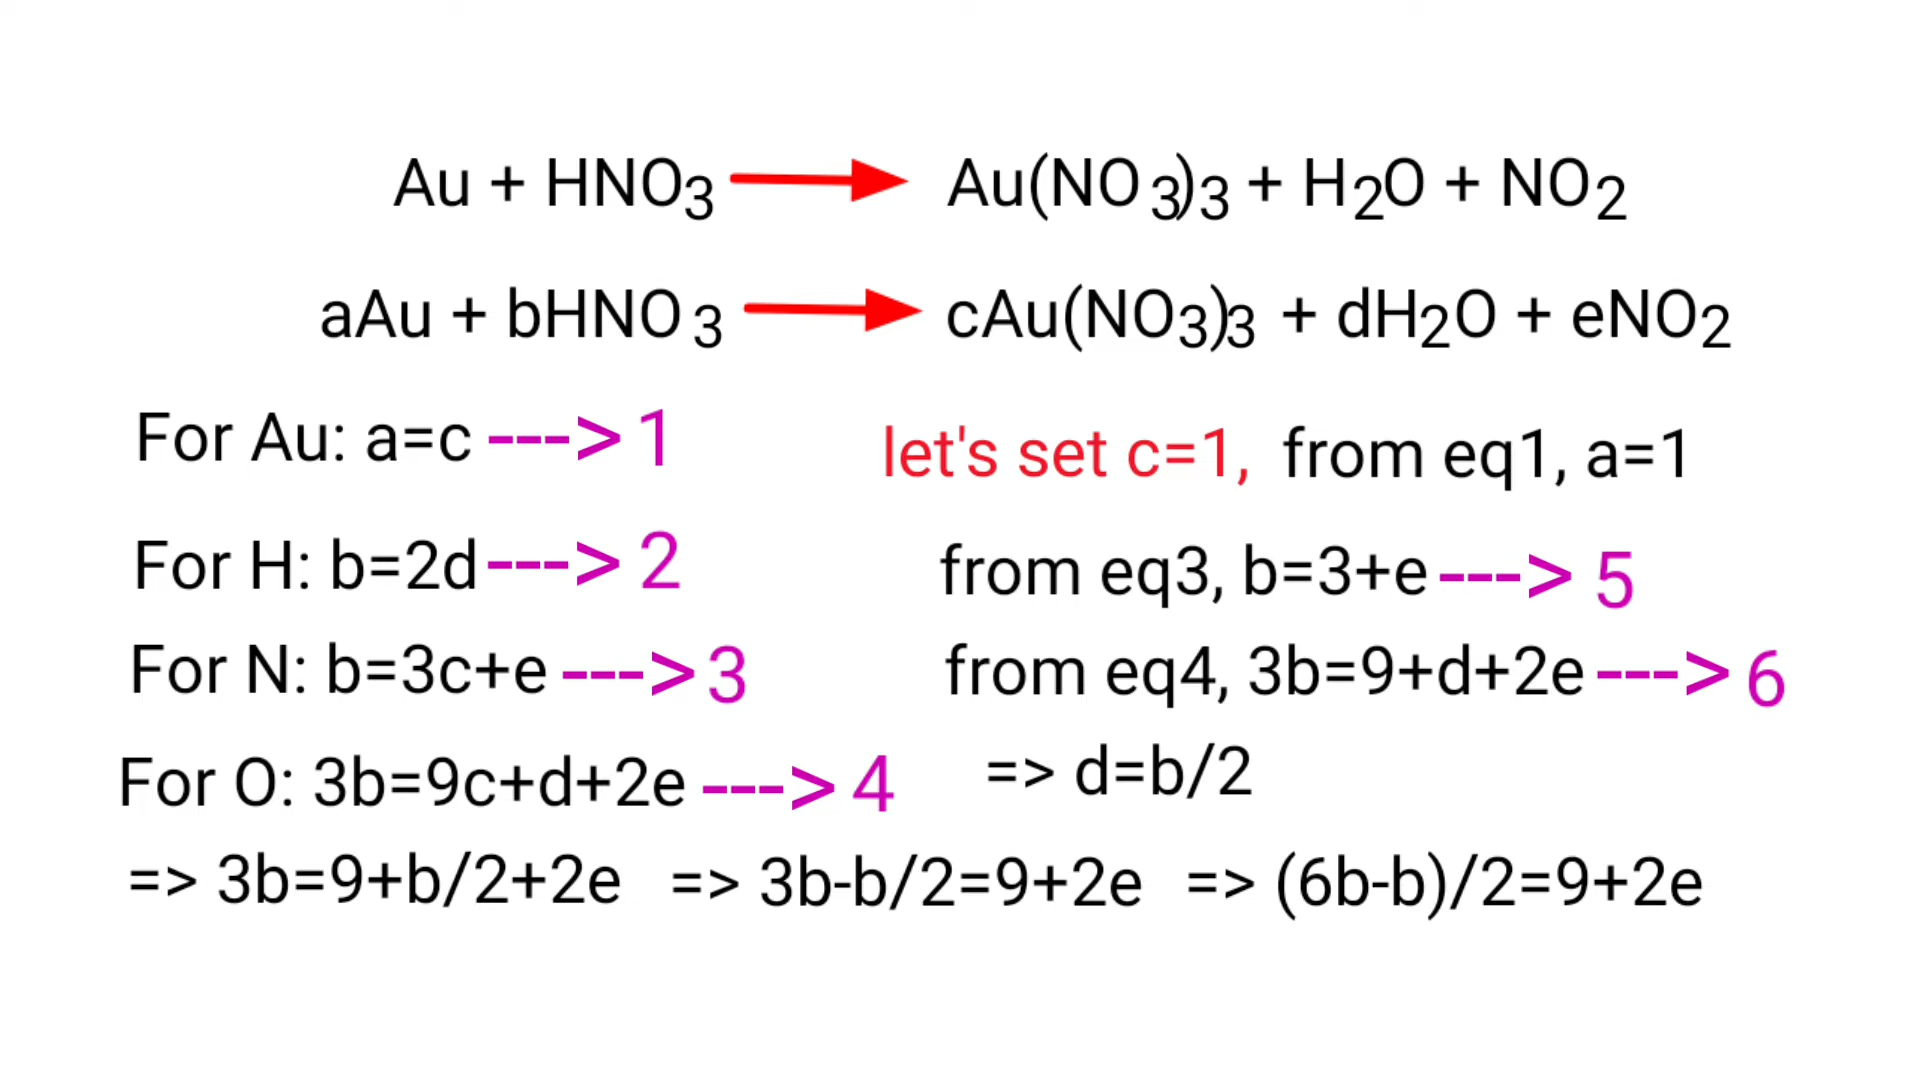 Au + HNO3 → Au(NO3)3 + H2O + NO2
aAu + bHNO3 → cAu(NO3)3 + dH2O + eNO2
For Au: a=c ---> 1
let's set c=1, from eq1, a=1
For H: b=2d ---> 2
from eq3, b=3+e ---> 5
For N: b=3c+e ---> 3
from eq4, 3b=9+d+2e ---> 6
For O: 3b=9c+d+2e ---> 4
=> d=b/2
=> 3b=9+b/2+2e => 3b-b/2=9+2e => (6b-b)/2=9+2e